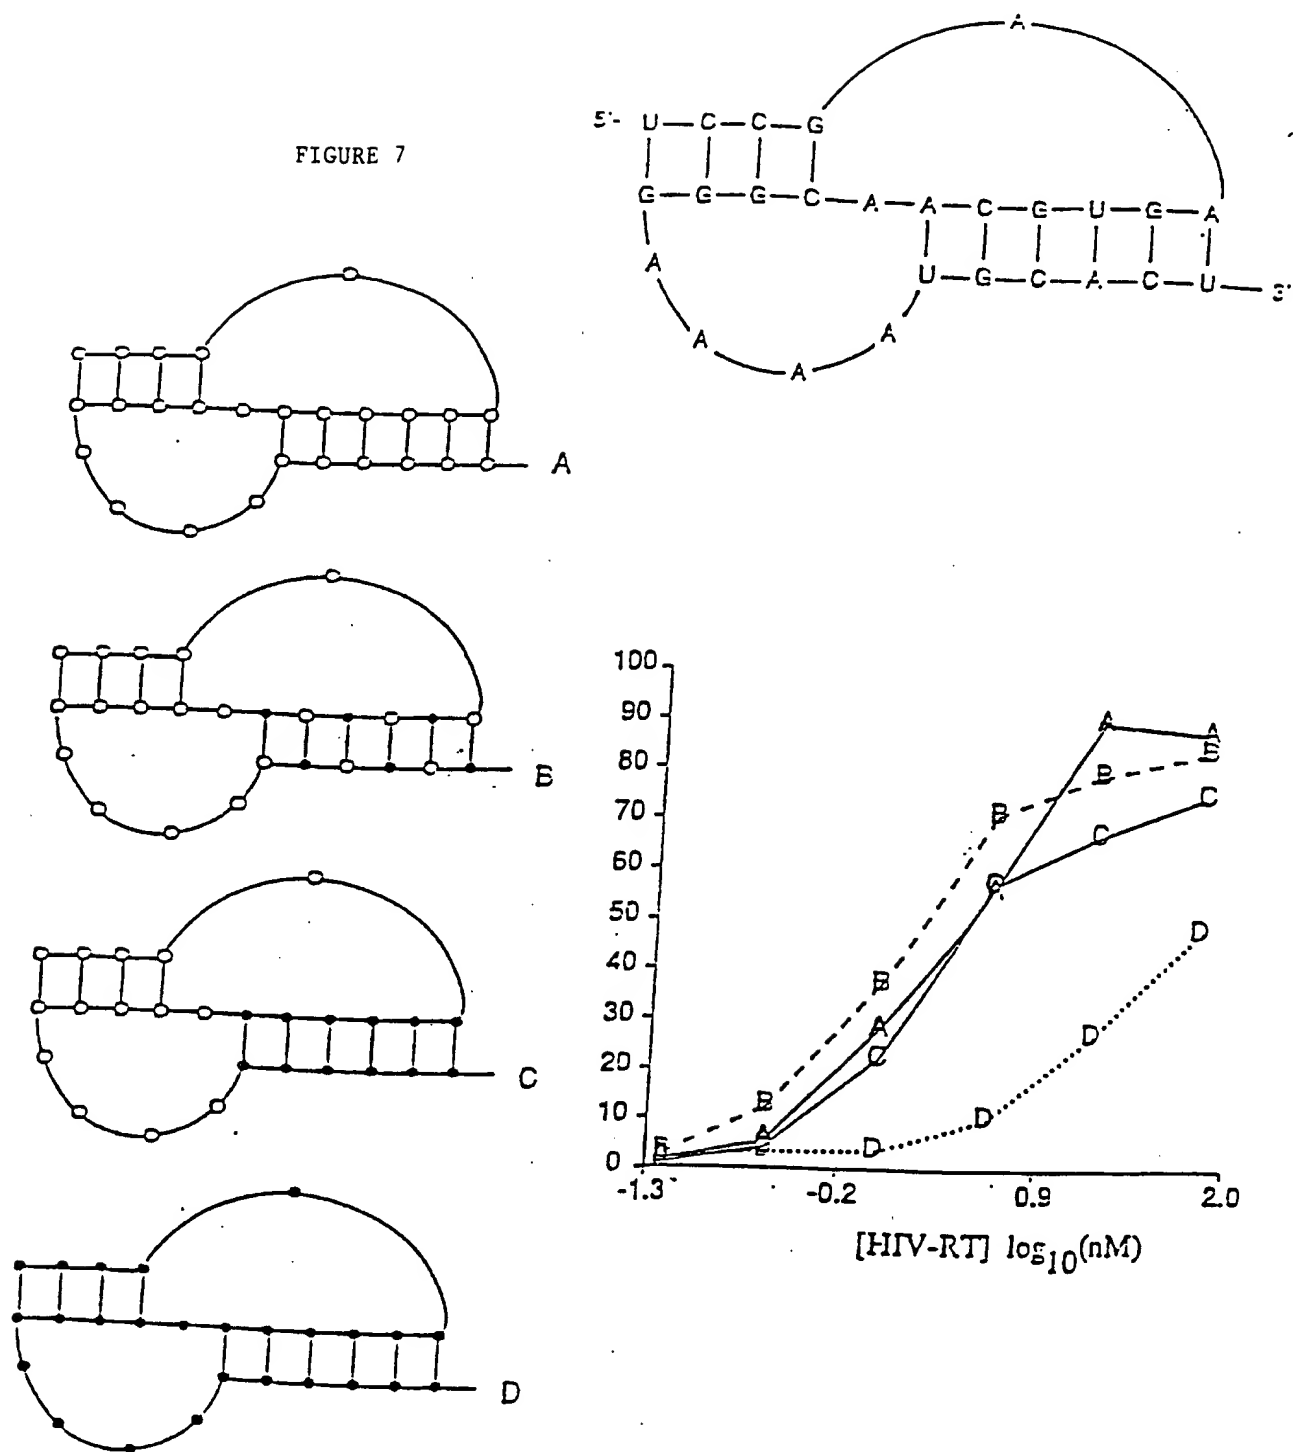 FIGURE 7
A
5'- U—C—C—G
G—G—G—C—A—A—C—G—U—G—A
U—G—C—A—C—U— 3'
A
A
A
A
A
B
C
D
100
90
80
70
60
50
40
30
20
10
0
A A
B B B
C C
A
B
A
C
D
D
B
A
D
D
-1.3 -0.2 0.9 2.0
[HIV-RT] log10(nM)